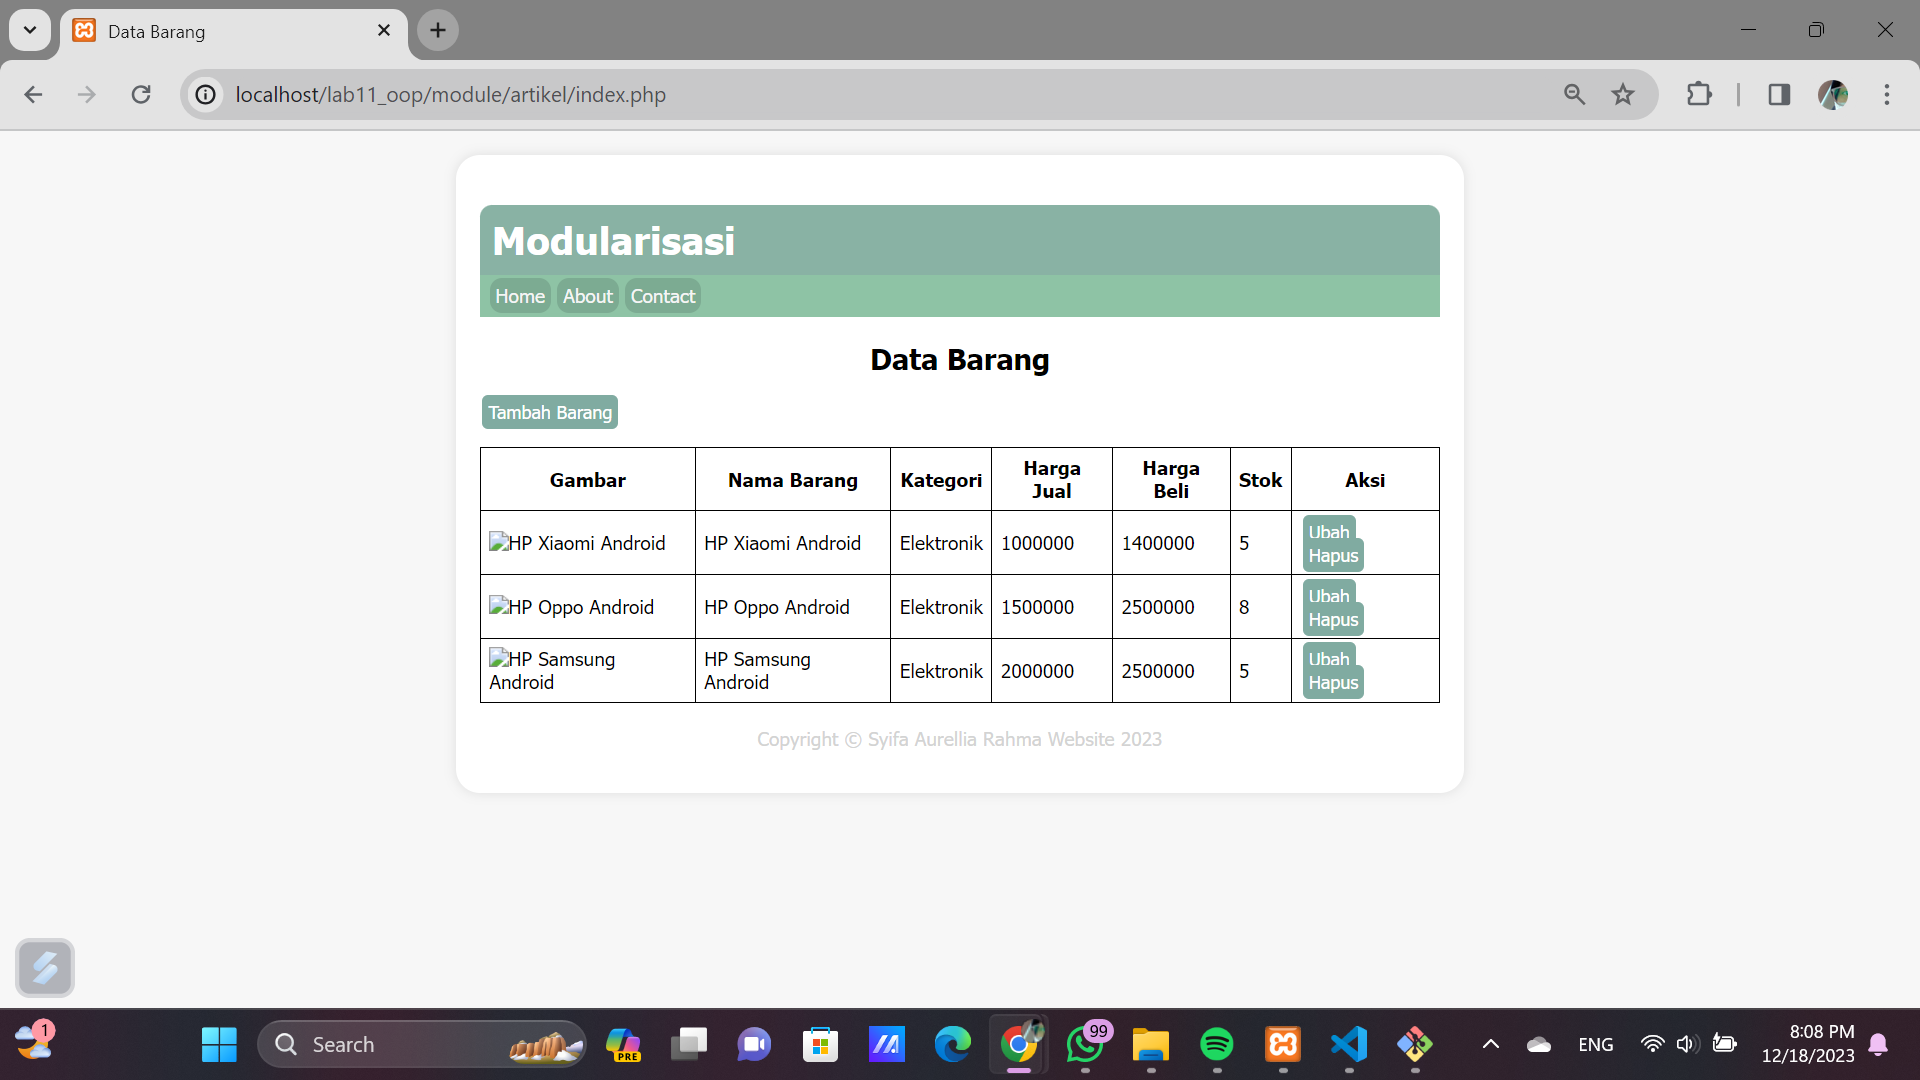 Data Barang
localhost/lab11_oop/module/artikel/index.php
Modularisasi
Home About Contact
Data Barang
Tambah Barang
Gambar Nama Barang Kategori Harga Jual Harga Beli Stok Aksi
HP Xiaomi Android HP Xiaomi Android Elektronik 1000000 1400000 5 Ubah Hapus
HP Oppo Android HP Oppo Android Elektronik 1500000 2500000 8 Ubah Hapus
HP Samsung Android HP Samsung Android Elektronik 2000000 2500000 5 Ubah Hapus
Copyright © Syifa Aurellia Rahma Website 2023
1
Search
PRE
99
ENG
8:08 PM
12/18/2023